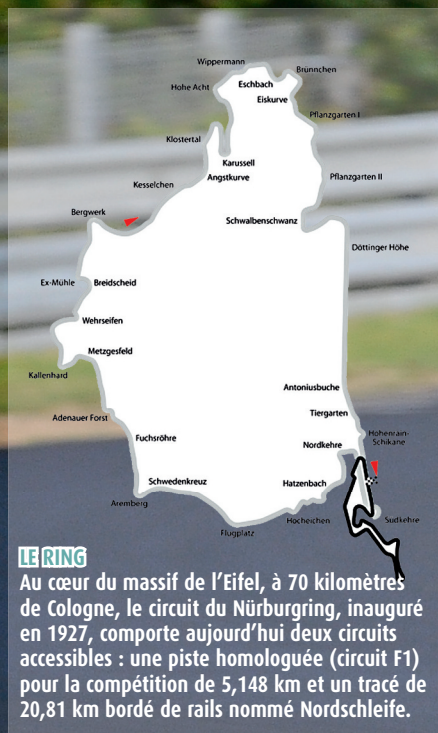 Wippermann
Brünnchen
Hohe Acht
Eschbach
Eiskurve
Pflanzgarten I
Klostertal
Karussell
Angstkurve
Pflanzgarten II
Kesselchen
Bergwerk
Schwalbenschwanz
Döttinger Höhe
Ex-Mühle
Breidscheid
Wehrseifen
Metzgesfeld
Kallenhard
Antoniusbuche
Adenauer Forst
Tiergarten
Hohenrain-
Schikane
Fuchsröhre
Nordkehre
Schwedenkreuz
Hatzenbach
Aremberg
Hocheichen
Sudkehre
Flugplatz
LE RING
Au cœur du massif de l'Eifel, à 70 kilomètres
de Cologne, le circuit du Nürburgring, inauguré
en 1927, comporte aujourd'hui deux circuits
accessibles : une piste homologuée (circuit F1)
pour la compétition de 5,148 km et un tracé de
20,81 km bordé de rails nommé Nordschleife.